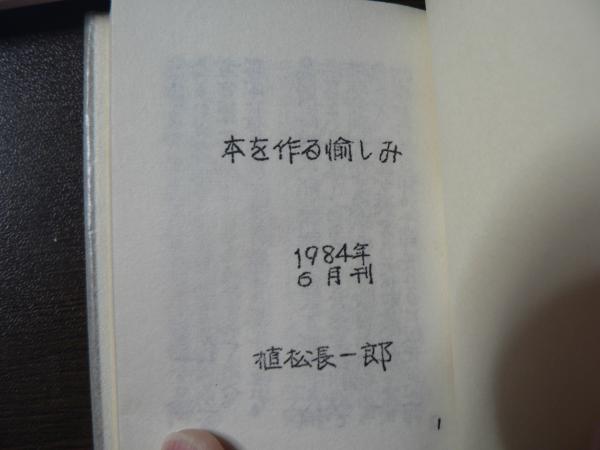 本を作る愉しみ
1984年
6月刊
植松長一郎
1